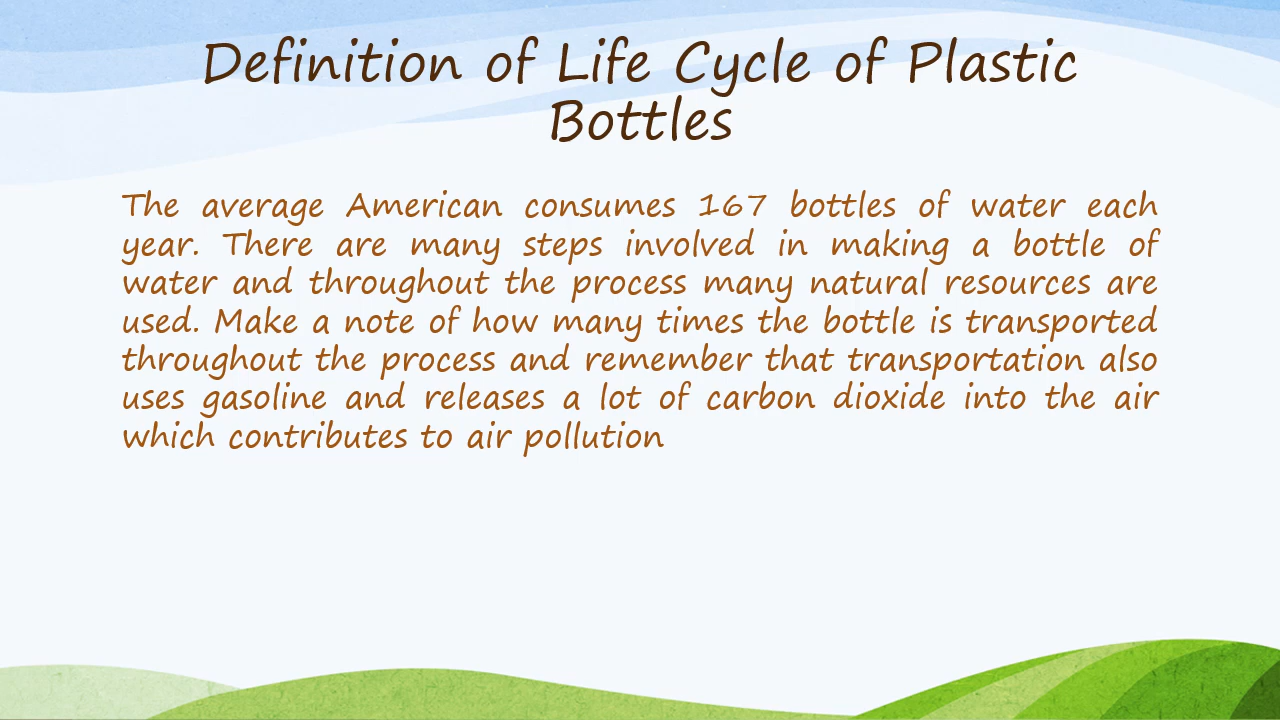 Definition of Life Cycle of Plastic
Bottles
The average American consumes 167 bottles of water each
year. There are many steps involved in making a bottle of
water and throughout the process many natural resources are
used. Make a note of how many times the bottle is transported
throughout the process and remember that transportation also
uses gasoline and releases a lot of carbon dioxide into the air
which contributes to air pollution